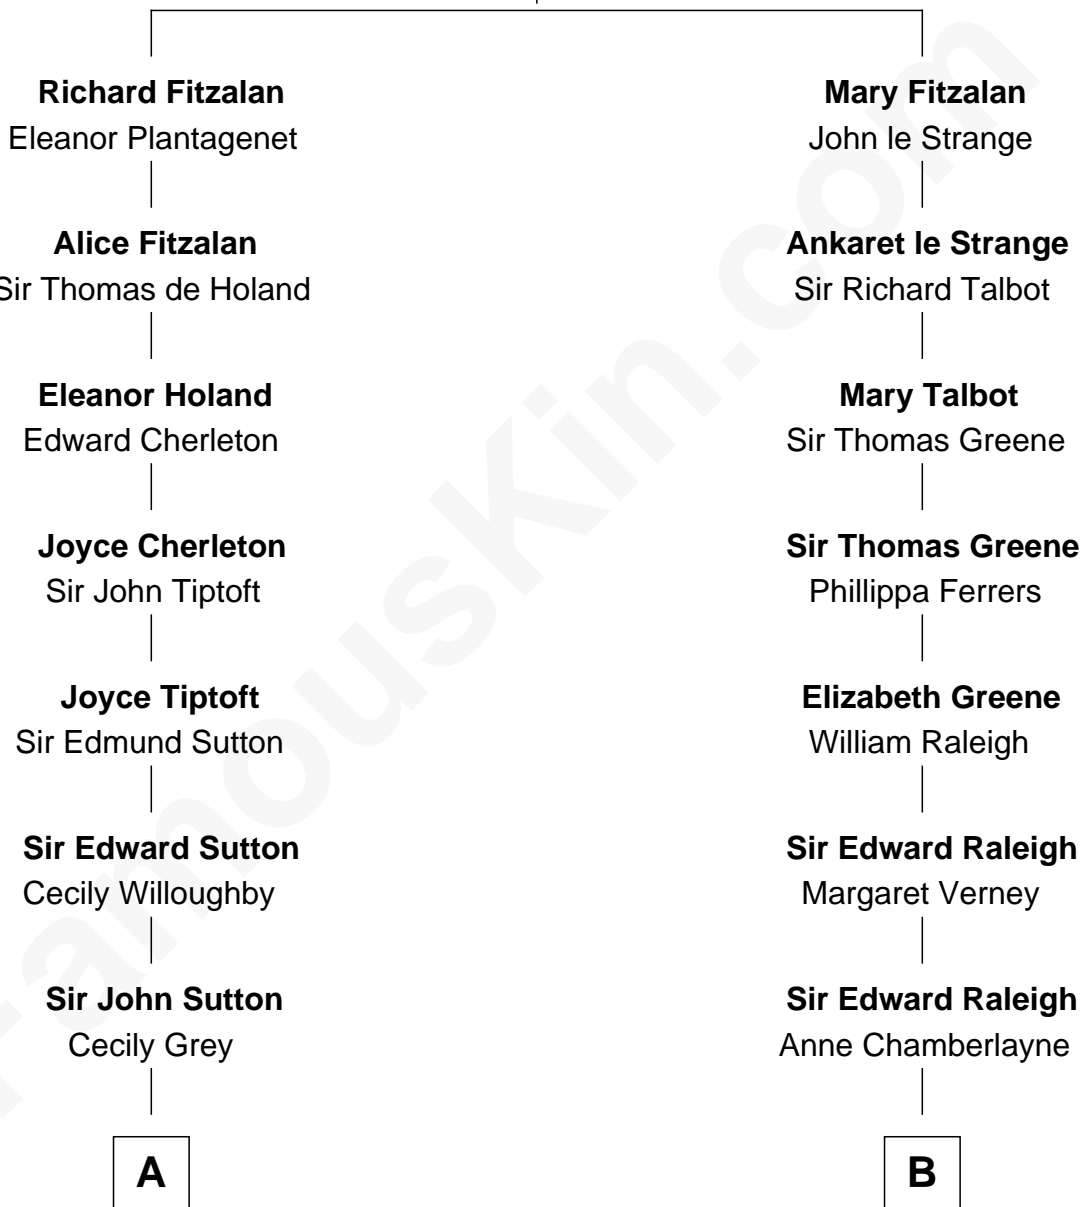 Richard Fitzalan
Eleanor Plantagenet
Alice Fitzalan
Sir Thomas de Holand
Eleanor Holand
Edward Cherleton
Joyce Cherleton
Sir John Tiptoft
Joyce Tiptoft
Sir Edmund Sutton
Sir Edward Sutton
Cecily Willoughby
Sir John Sutton
Cecily Grey
A
Mary Fitzalan
John le Strange
Ankaret le Strange
Sir Richard Talbot
Mary Talbot
Sir Thomas Greene
Sir Thomas Greene
Phillippa Ferrers
Elizabeth Greene
William Raleigh
Sir Edward Raleigh
Margaret Verney
Sir Edward Raleigh
Anne Chamberlayne
B
FamousKin.com